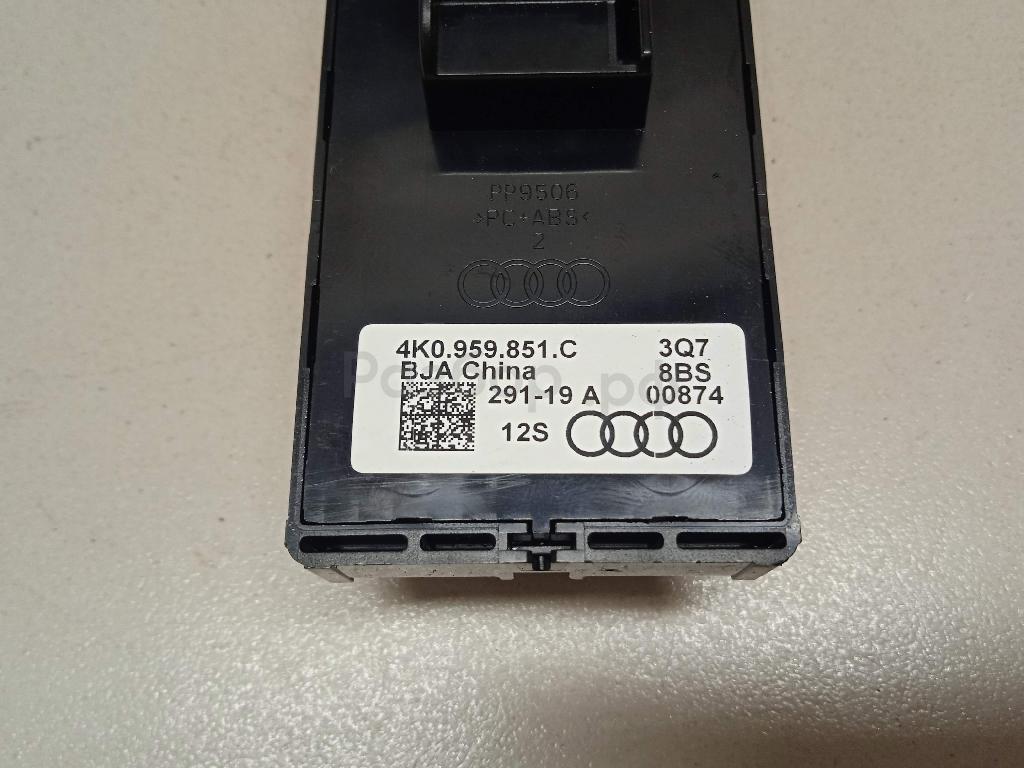 PP9506
>PC+ABS<
2
4K0.959.851.C 3Q7
BJA China 8BS
291-19 A 00874
12S